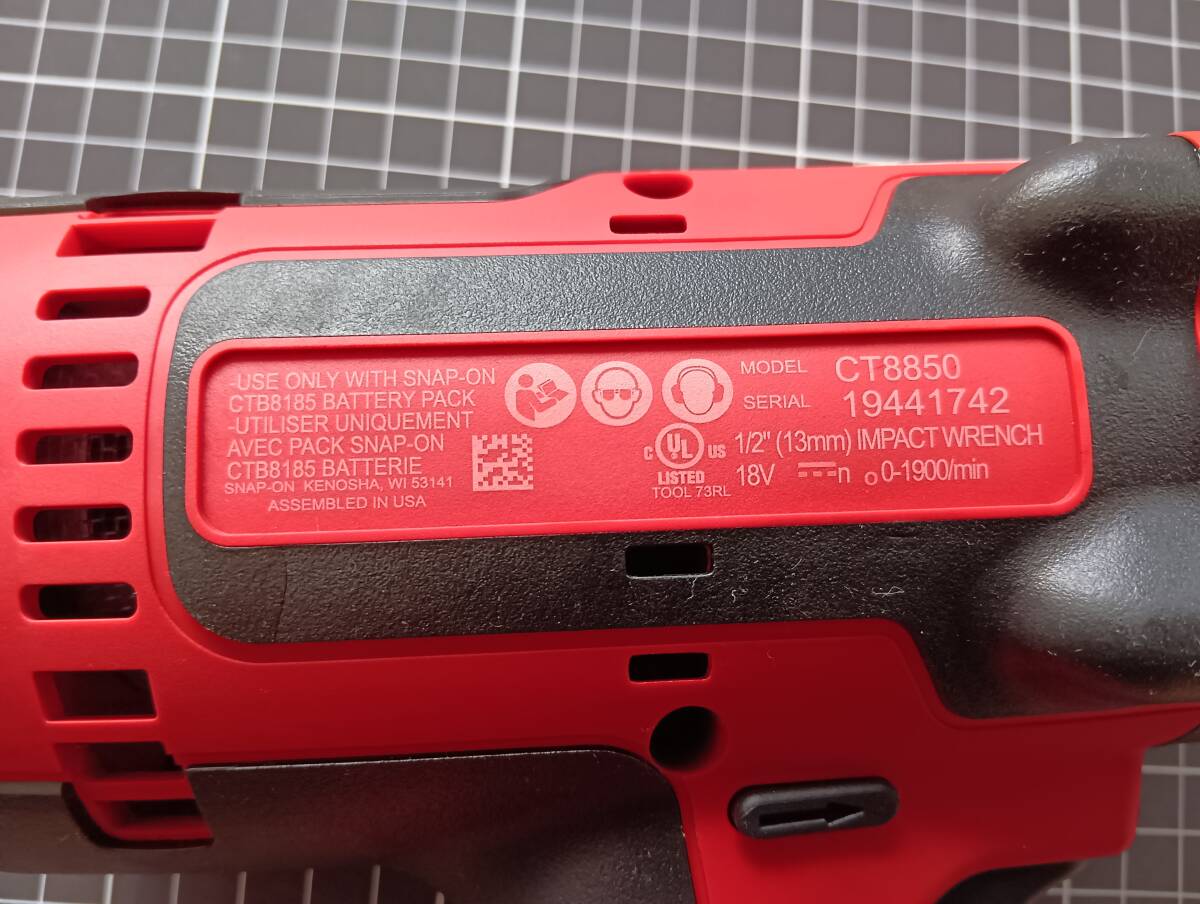 -USE ONLY WITH SNAP-ON
CTB8185 BATTERY PACK
-UTILISER UNIQUEMENT
AVEC PACK SNAP-ON
CTB8185 BATTERIE
SNAP-ON KENOSHA, WI 53141
ASSEMBLED IN USA
MODEL CT8850
SERIAL 19441742
C UL US
LISTED
TOOL 73RL
1/2" (13mm) IMPACT WRENCH
18V ⎓ n o 0-1900/min